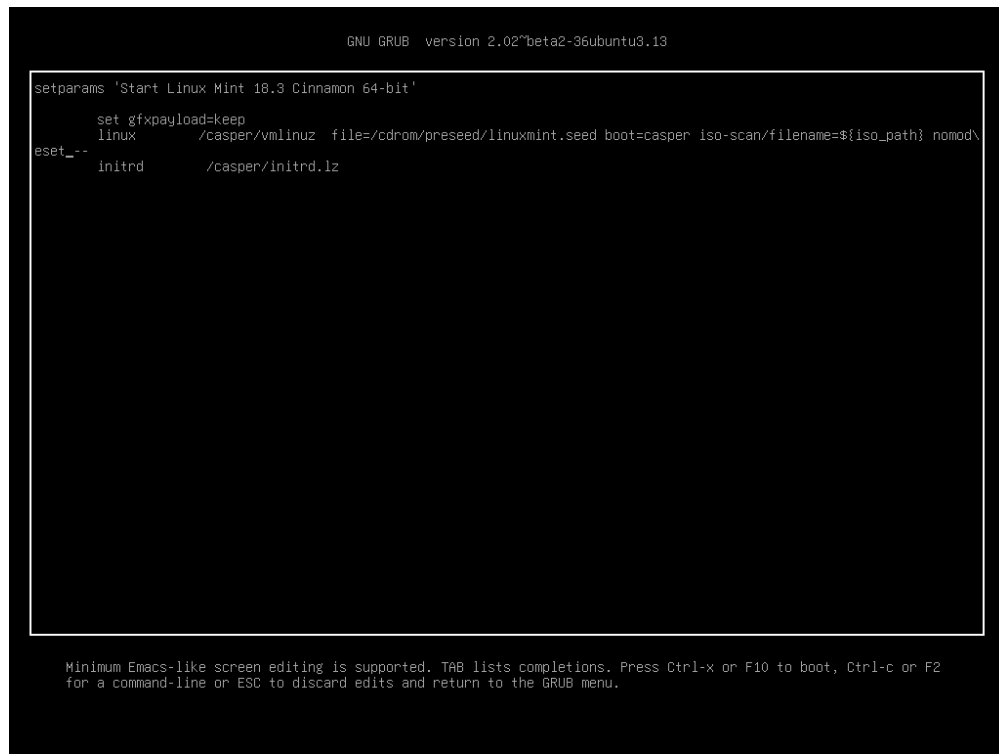 GNU GRUB  version 2.02~beta2-36ubuntu3.13
setparams 'Start Linux Mint 18.3 Cinnamon 64-bit'
set gfxpayload=keep
linux        /casper/vmlinuz  file=/cdrom/preseed/linuxmint.seed boot=casper iso-scan/filename=${iso_path} nomod\
eset_--
initrd        /casper/initrd.lz
Minimum Emacs-like screen editing is supported. TAB lists completions. Press Ctrl-x or F10 to boot, Ctrl-c or F2
for a command-line or ESC to discard edits and return to the GRUB menu.